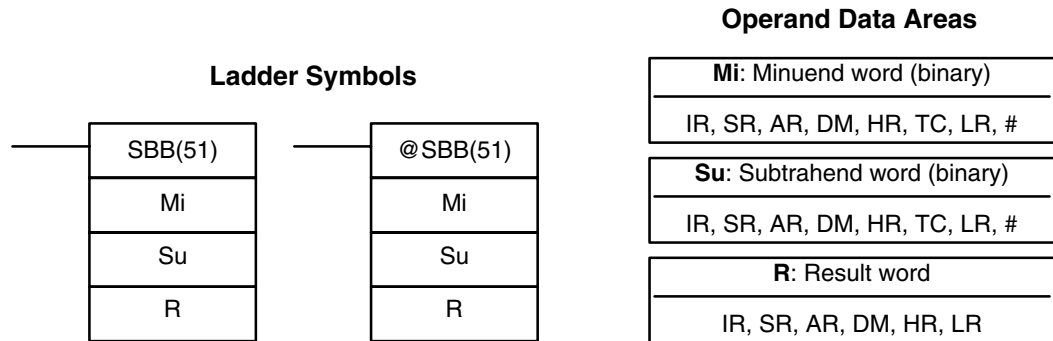 Ladder Symbols
SBB(51)
Mi
Su
R
@SBB(51)
Mi
Su
R
Operand Data Areas
Mi: Minuend word (binary)
IR, SR, AR, DM, HR, TC, LR, #
Su: Subtrahend word (binary)
IR, SR, AR, DM, HR, TC, LR, #
R: Result word
IR, SR, AR, DM, HR, LR